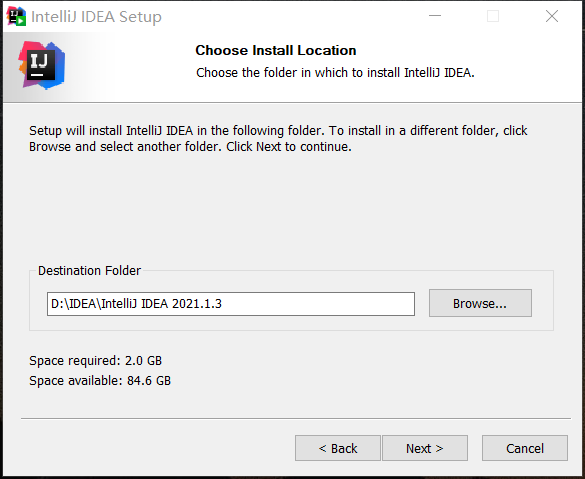 IntelliJ IDEA Setup
IJ
Choose Install Location
Choose the folder in which to install IntelliJ IDEA.
Setup will install IntelliJ IDEA in the following folder. To install in a different folder, click
Browse and select another folder. Click Next to continue.
Destination Folder
D:\IDEA\IntelliJ IDEA 2021.1.3
Browse...
Space required: 2.0 GB
Space available: 84.6 GB
< Back
Next >
Cancel